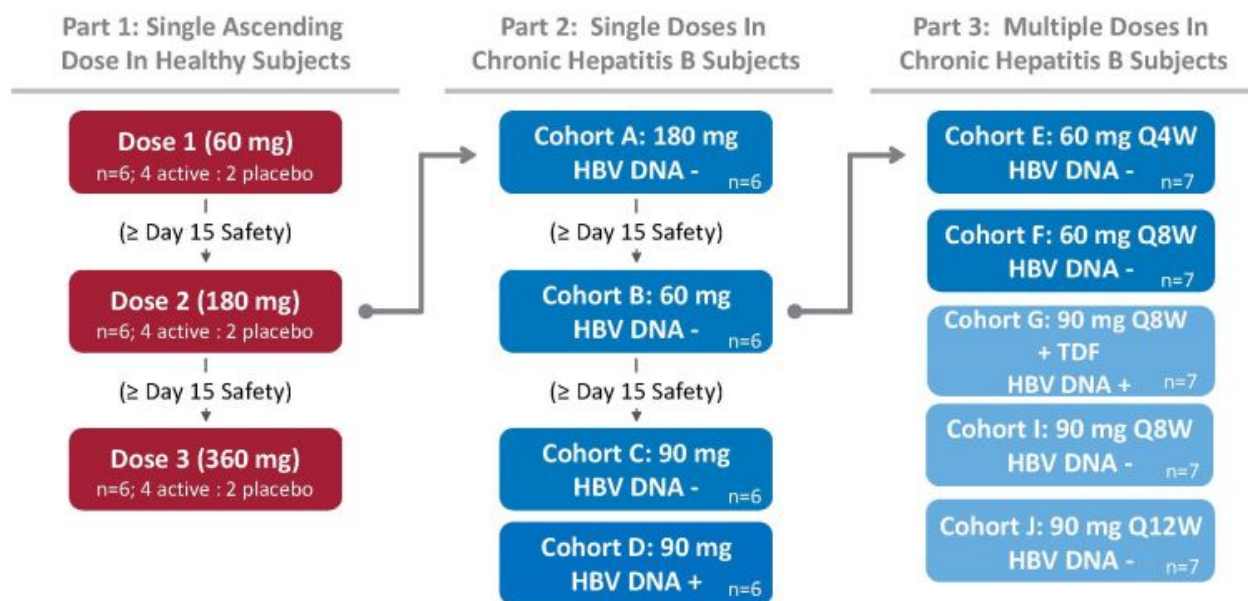 Part 1: Single Ascending
Dose In Healthy Subjects
Dose 1 (60 mg)
n=6; 4 active : 2 placebo
(≥ Day 15 Safety)
Dose 2 (180 mg)
n=6; 4 active : 2 placebo
(≥ Day 15 Safety)
Dose 3 (360 mg)
n=6; 4 active : 2 placebo
Part 2: Single Doses In
Chronic Hepatitis B Subjects
Cohort A: 180 mg
HBV DNA - n=6
(≥ Day 15 Safety)
Cohort B: 60 mg
HBV DNA - n=6
(≥ Day 15 Safety)
Cohort C: 90 mg
HBV DNA - n=6
Cohort D: 90 mg
HBV DNA + n=6
Part 3: Multiple Doses In
Chronic Hepatitis B Subjects
Cohort E: 60 mg Q4W
HBV DNA - n=7
Cohort F: 60 mg Q8W
HBV DNA - n=7
Cohort G: 90 mg Q8W
+ TDF
HBV DNA + n=7
Cohort I: 90 mg Q8W
HBV DNA - n=7
Cohort J: 90 mg Q12W
HBV DNA - n=7